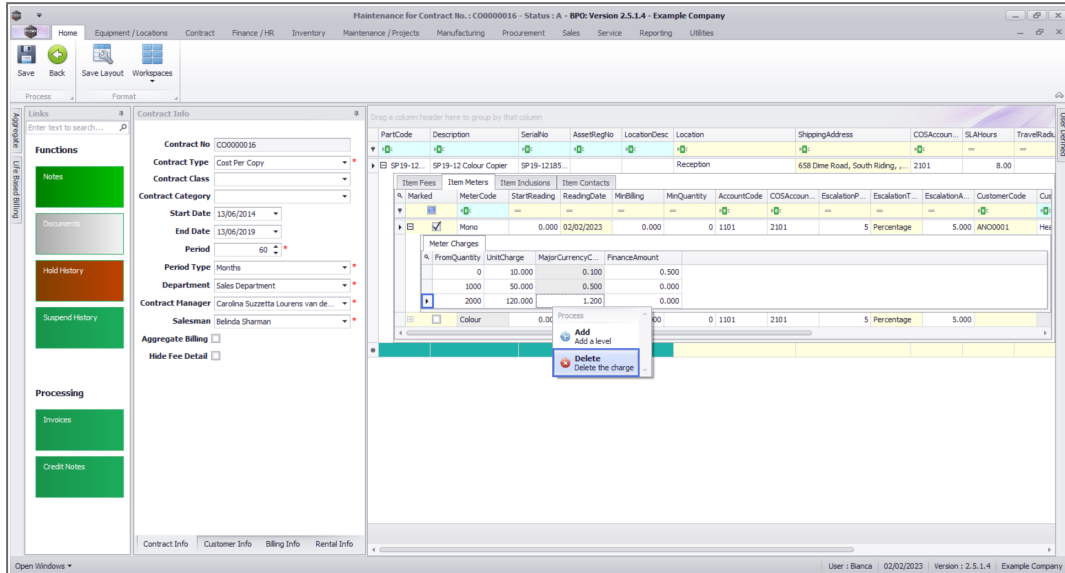 Maintenance for Contract No. : CO0000016 - Status : A - BPO: Version 2.5.1.4 - Example Company
Home Equipment / Locations Contract Finance / HR Inventory Maintenance / Projects Manufacturing Procurement Sales Service Reporting Utilities
Save Back Save Layout Workspaces
Process Format
Aggregate
Life Based Billing
Links
Enter text to search...
Functions
Notes
Documents
Hold History
Suspend History
Processing
Invoices
Credit Notes
Contract Info
Contract No CO0000016
Contract Type Cost Per Copy
Contract Class
Contract Category
Start Date 13/06/2014
End Date 13/06/2019
Period 60
Period Type Months
Department Sales Department
Contract Manager Carolina Suzzetta Lourens van de...
Salesman Belinda Sharman
Aggregate Billing
Hide Fee Detail
Contract Info Customer Info Billing Info Rental Info
Drag a column header here to group by that column
PartCode Description SerialNo AssetRegNo LocationDesc Location ShippingAddress COSAccoun... SLAHours TravelRadiu
SP19-12... SP19-12 Colour Copier SP19-12185... Reception 658 Dime Road, South Riding, ,... 2101 8.00
Item Fees Item Meters Item Inclusions Item Contacts
Marked MeterCode StartReading ReadingDate MinBilling MinQuantity AccountCode COSAccoun... EscalationP... EscalationT... EscalationA... CustomerCode Cus
Mono 0.000 02/02/2023 0.000 0 1101 2101 5 Percentage 5.000 ANO0001 Hea
Meter Charges
FromQuantity UnitCharge MajorCurrencyC... FinanceAmount
0 10.000 0.100 0.500
1000 50.000 0.500 0.000
2000 120.000 1.200 0.000
Colour 0.00 00 0 1101 2101 5 Percentage 5.000
Process
Add
Add a level
Delete
Delete the charge
User Defined
Open Windows User : Bianca 02/02/2023 Version : 2.5.1.4 Example Company